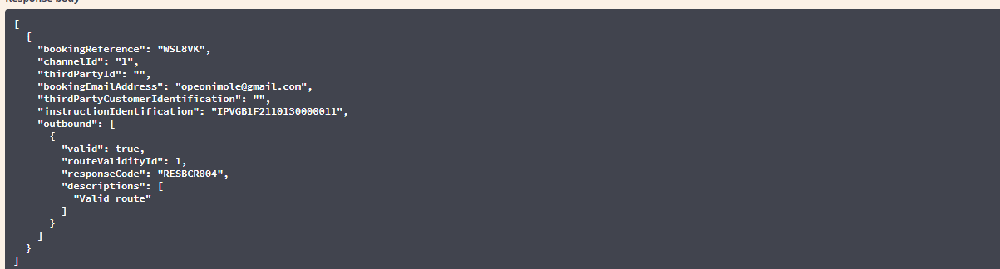 Response body
[
{
"bookingReference": "WSL8VK",
"channelId": "1",
"thirdPartyId": "",
"bookingEmailAddress": "opeonimole@gmail.com",
"thirdPartyCustomerIdentification": "",
"instructionIdentification": "IPVGB1F2110130000011",
"outbound": [
{
"valid": true,
"routeValidityId": 1,
"responseCode": "RESBCR004",
"descriptions": [
"Valid route"
]
}
]
}
]